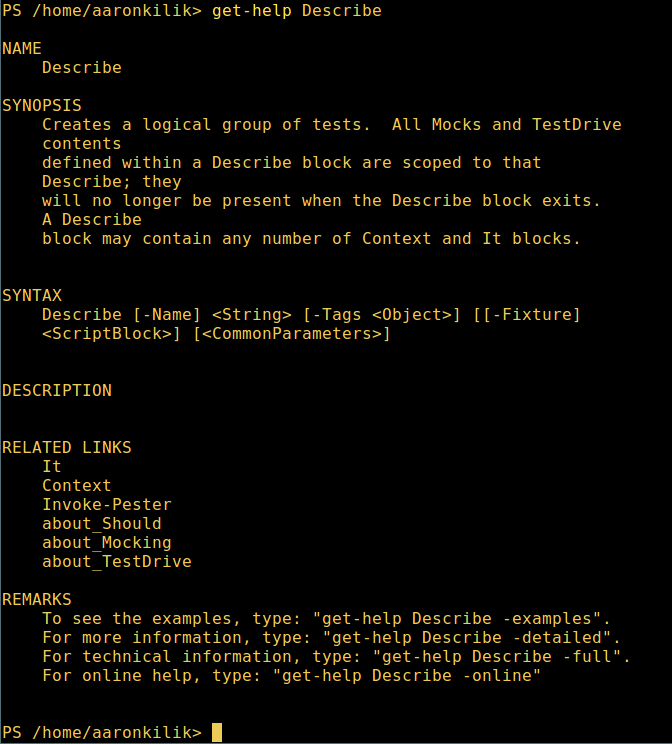 PS /home/aaronkilik> get-help Describe
NAME
Describe
SYNOPSIS
Creates a logical group of tests.  All Mocks and TestDrive
contents
defined within a Describe block are scoped to that
Describe; they
will no longer be present when the Describe block exits.
A Describe
block may contain any number of Context and It blocks.
SYNTAX
Describe [-Name] <String> [-Tags <Object>] [[-Fixture]
<ScriptBlock>] [<CommonParameters>]
DESCRIPTION
RELATED LINKS
It
Context
Invoke-Pester
about_Should
about_Mocking
about_TestDrive
REMARKS
To see the examples, type: "get-help Describe -examples".
For more information, type: "get-help Describe -detailed".
For technical information, type: "get-help Describe -full".
For online help, type: "get-help Describe -online"
PS /home/aaronkilik>